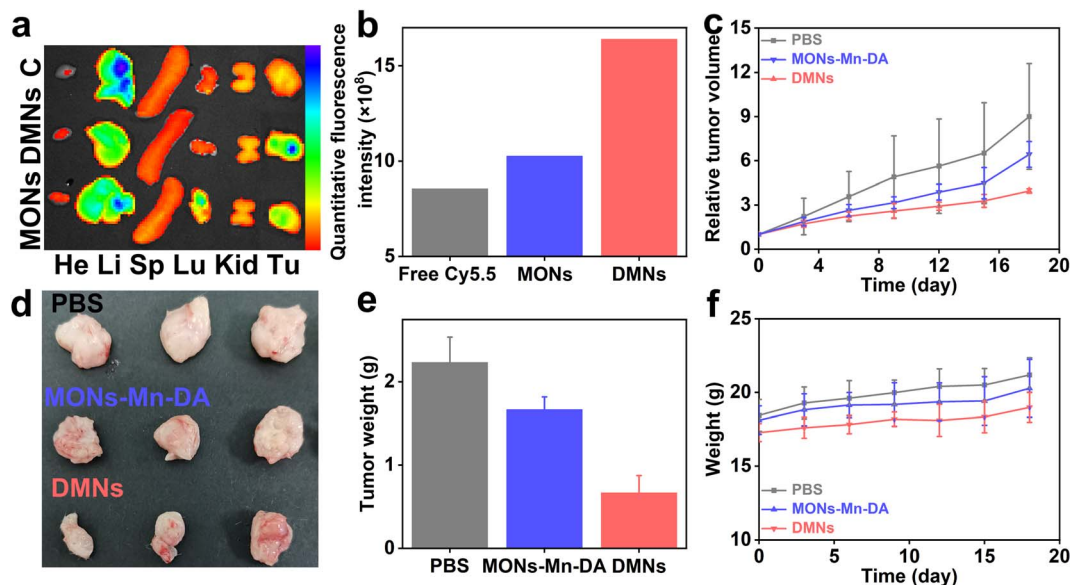 a
MONs DMNs C
He Li Sp Lu Kid Tu
b
Quantitative fluorescence
intensity (×10⁸)
15
10
5
Free Cy5.5 MONs DMNs
c
Relative tumor volume
15
12
9
6
3
0
PBS
MONs-Mn-DA
DMNs
0 4 8 12 16 20
Time (day)
d
PBS
MONs-Mn-DA
DMNs
e
Tumor weight (g)
2
1
0
PBS MONs-Mn-DA DMNs
f
Weight (g)
25
20
15
10
PBS
MONs-Mn-DA
DMNs
0 5 10 15 20
Time (day)